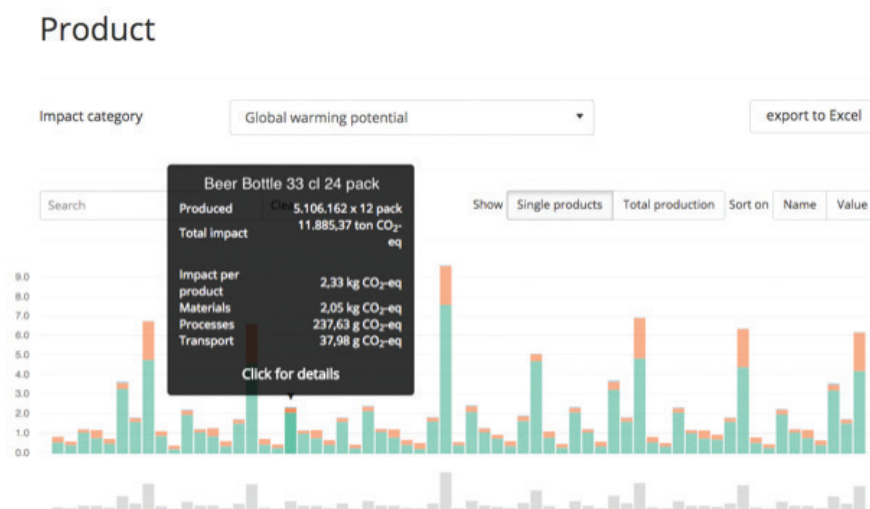 Product
Impact category
Global warming potential
export to Excel
Search
Show
Single products
Total production
Sort on
Name
Value
Beer Bottle 33 cl 24 pack
Produced 5.106.162 x 12 pack
Total impact 11.885,37 ton CO₂-
eq
Impact per
product 2,33 kg CO₂-eq
Materials 2,05 kg CO₂-eq
Processes 237,63 g CO₂-eq
Transport 37,98 g CO₂-eq
Click for details
9.0
8.0
7.0
6.0
5.0
4.0
3.0
2.0
1.0
0.0